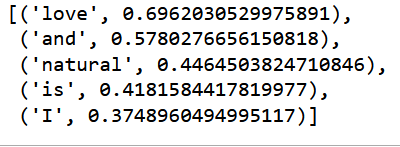 [('love', 0.6962030529975891),
('and', 0.5780276656150818),
('natural', 0.4464503824710846),
('is', 0.4181584417819977),
('I', 0.3748960494995117)]